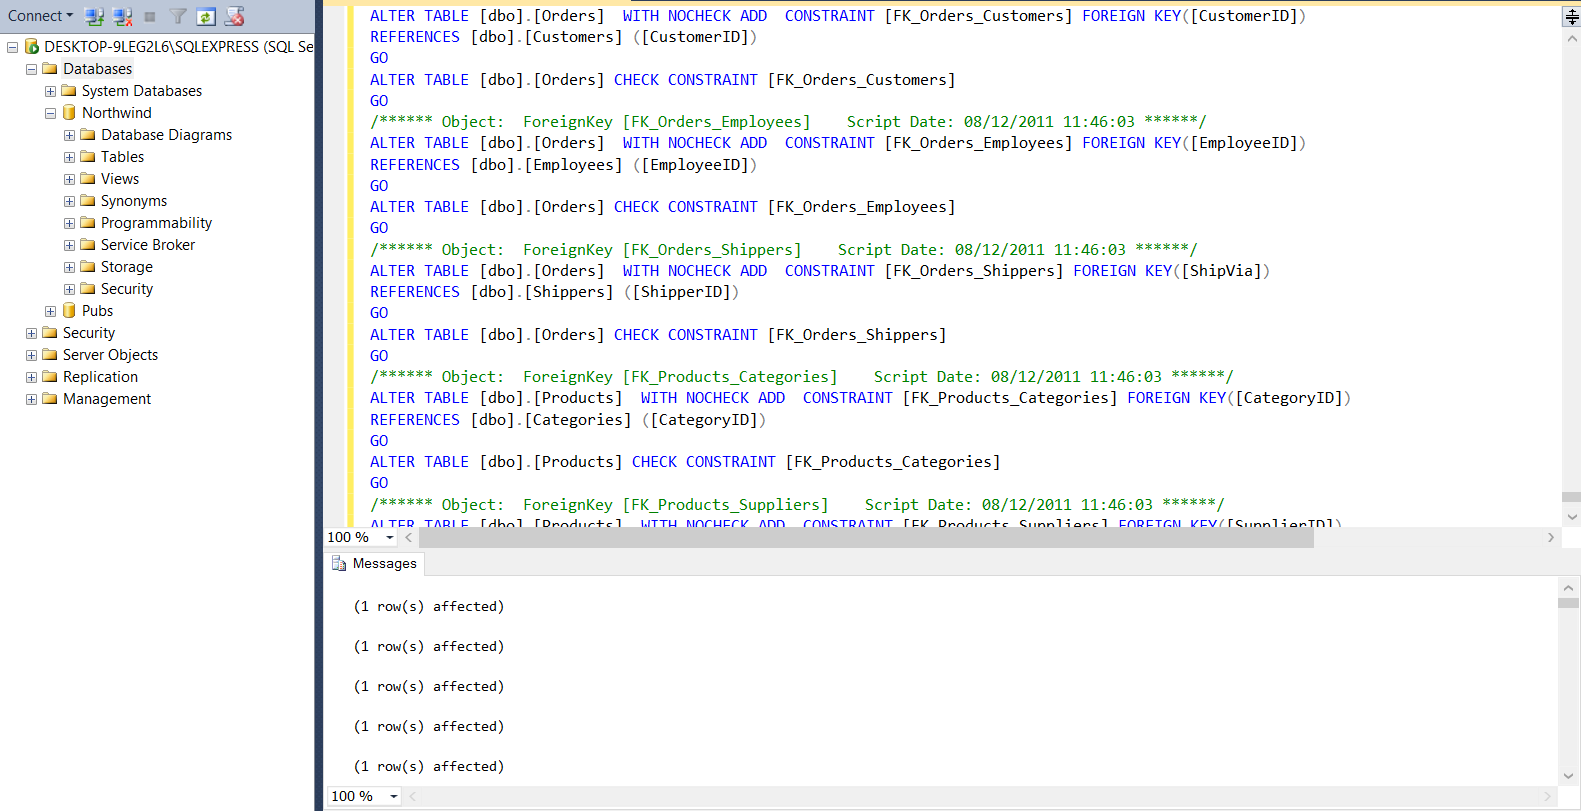 Connect
DESKTOP-9LEG2L6\SQLEXPRESS (SQL Se
Databases
System Databases
Northwind
Database Diagrams
Tables
Views
Synonyms
Programmability
Service Broker
Storage
Security
Pubs
Security
Server Objects
Replication
Management
ALTER TABLE [dbo].[Orders]  WITH NOCHECK ADD  CONSTRAINT [FK_Orders_Customers] FOREIGN KEY([CustomerID])
REFERENCES [dbo].[Customers] ([CustomerID])
GO
ALTER TABLE [dbo].[Orders] CHECK CONSTRAINT [FK_Orders_Customers]
GO
/****** Object:  ForeignKey [FK_Orders_Employees]    Script Date: 08/12/2011 11:46:03 ******/
ALTER TABLE [dbo].[Orders]  WITH NOCHECK ADD  CONSTRAINT [FK_Orders_Employees] FOREIGN KEY([EmployeeID])
REFERENCES [dbo].[Employees] ([EmployeeID])
GO
ALTER TABLE [dbo].[Orders] CHECK CONSTRAINT [FK_Orders_Employees]
GO
/****** Object:  ForeignKey [FK_Orders_Shippers]    Script Date: 08/12/2011 11:46:03 ******/
ALTER TABLE [dbo].[Orders]  WITH NOCHECK ADD  CONSTRAINT [FK_Orders_Shippers] FOREIGN KEY([ShipVia])
REFERENCES [dbo].[Shippers] ([ShipperID])
GO
ALTER TABLE [dbo].[Orders] CHECK CONSTRAINT [FK_Orders_Shippers]
GO
/****** Object:  ForeignKey [FK_Products_Categories]    Script Date: 08/12/2011 11:46:03 ******/
ALTER TABLE [dbo].[Products]  WITH NOCHECK ADD  CONSTRAINT [FK_Products_Categories] FOREIGN KEY([CategoryID])
REFERENCES [dbo].[Categories] ([CategoryID])
GO
ALTER TABLE [dbo].[Products] CHECK CONSTRAINT [FK_Products_Categories]
GO
/****** Object:  ForeignKey [FK_Products_Suppliers]    Script Date: 08/12/2011 11:46:03 ******/
ALTER TABLE [dbo].[Products]  WITH NOCHECK ADD  CONSTRAINT [FK_Products_Suppliers] FOREIGN KEY([SupplierID])
100 %
Messages
(1 row(s) affected)
(1 row(s) affected)
(1 row(s) affected)
(1 row(s) affected)
(1 row(s) affected)
100 %